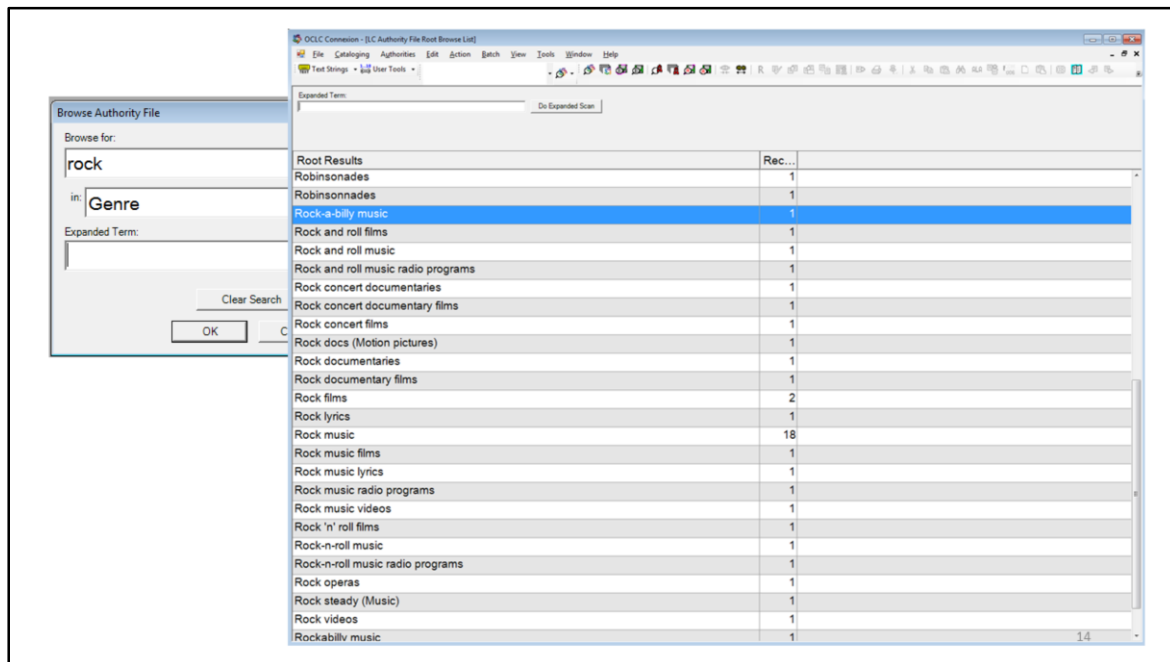 Browse Authority File
Browse for:
rock
in: Genre
Expanded Term:
Clear Search
OK
C
OCLC Connexion - [LC Authority File Root Browse List]
File Cataloging Authorities Edit Action Batch View Tools Window Help
Text Strings User Tools
Expanded Term:
Do Expanded Scan
Root Results Rec...
Robinsonades 1
Robinsonnades 1
Rock-a-billy music 1
Rock and roll films 1
Rock and roll music 1
Rock and roll music radio programs 1
Rock concert documentaries 1
Rock concert documentary films 1
Rock concert films 1
Rock docs (Motion pictures) 1
Rock documentaries 1
Rock documentary films 1
Rock films 2
Rock lyrics 1
Rock music 18
Rock music films 1
Rock music lyrics 1
Rock music radio programs 1
Rock music videos 1
Rock 'n' roll films 1
Rock-n-roll music 1
Rock-n-roll music radio programs 1
Rock operas 1
Rock steady (Music) 1
Rock videos 1
Rockabilly music 1
14